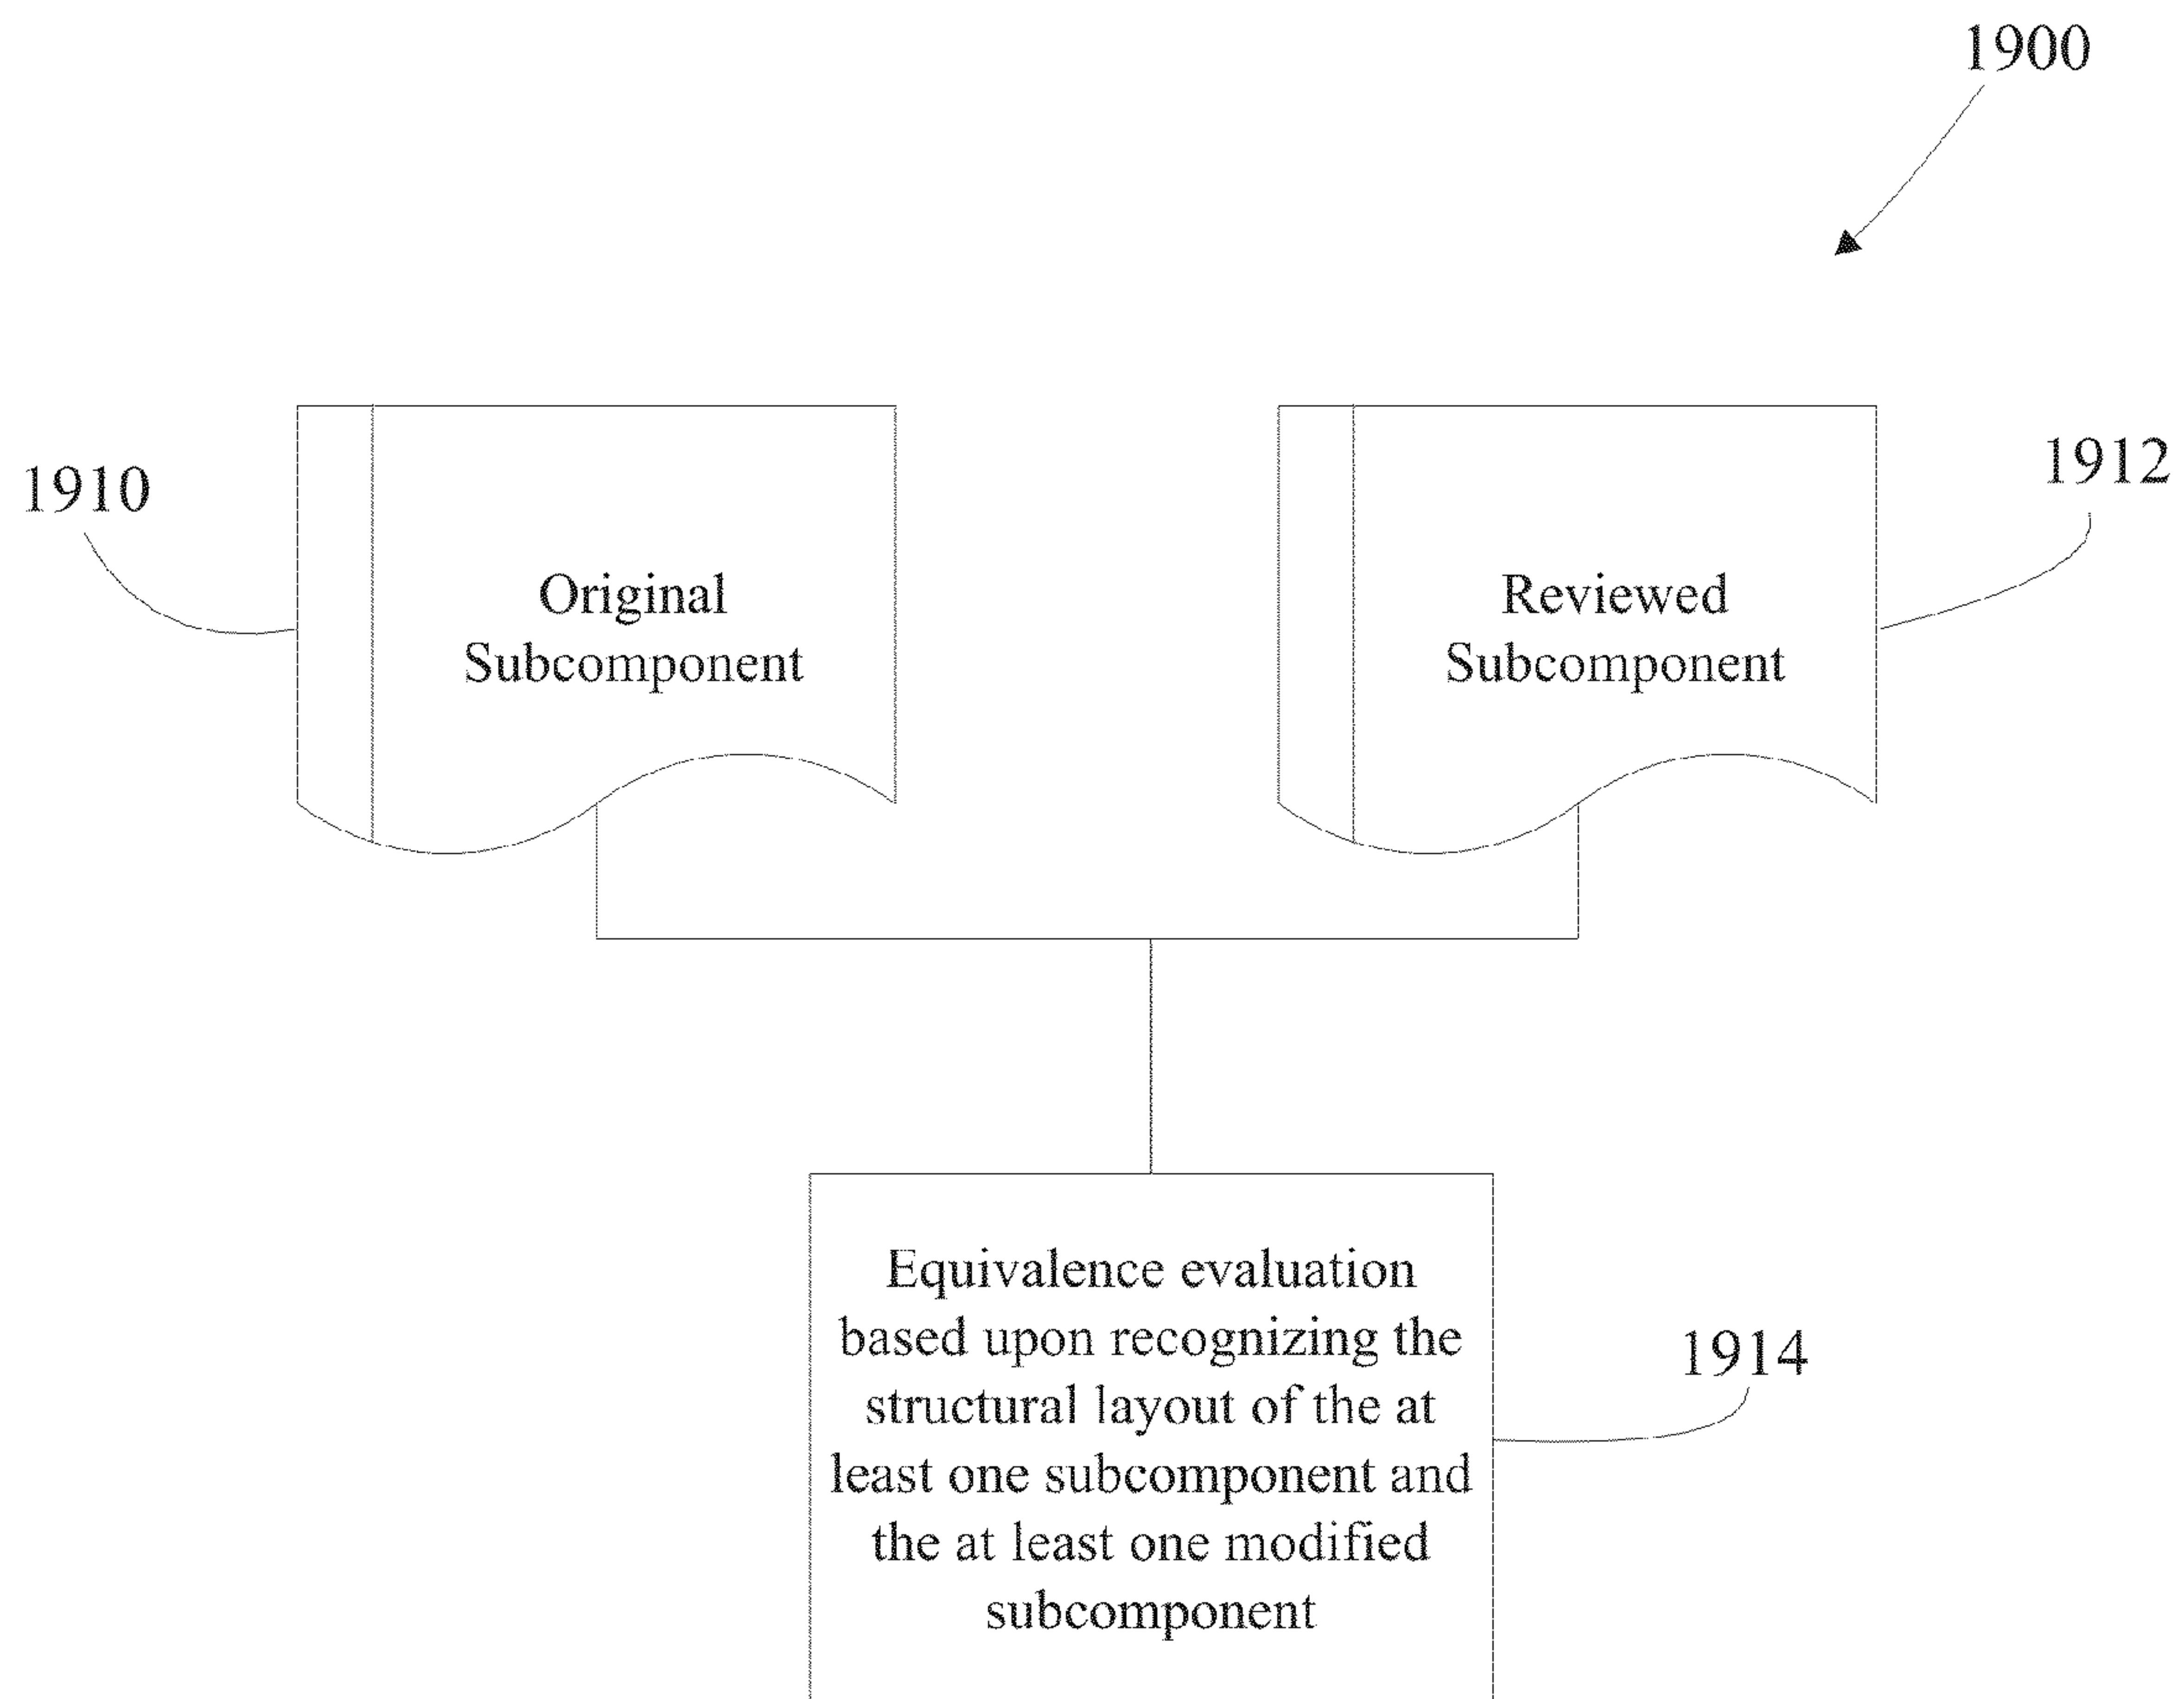 1900
1910
1912
Original
Subcomponent
Reviewed
Subcomponent
Equivalence evaluation
based upon recognizing the
structural layout of the at
least one subcomponent and
the at least one modified
subcomponent
1914